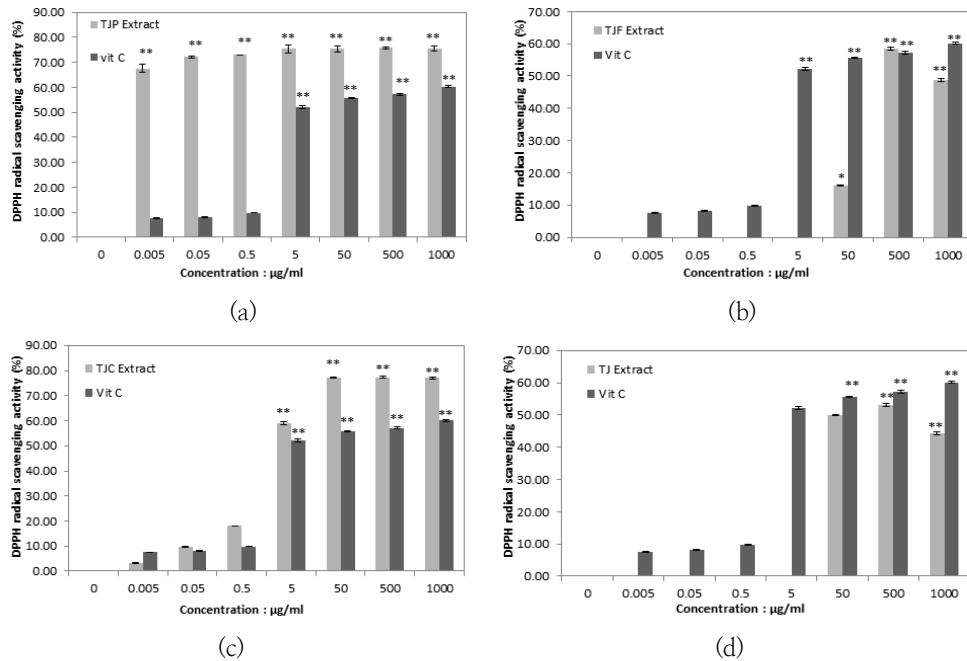 DPPH radical scavenging activity (%)
90.00
80.00
70.00
60.00
50.00
40.00
30.00
20.00
10.00
0.00
TJP Extract
vit C
** ** ** ** ** **
** ** ** **
0 0.005 0.05 0.5 5 50 500 1000
Concentration : µg/ml
(a)
DPPH radical scavenging activity (%)
70.00
60.00
50.00
40.00
30.00
20.00
10.00
0.00
TJF Extract
Vit C
** ** ** ** **
**
*
0 0.005 0.05 0.5 5 50 500 1000
Concentration : µg/ml
(b)
DPPH radical scavenging activity (%)
90.00
80.00
70.00
60.00
50.00
40.00
30.00
20.00
10.00
0.00
TJC Extract
Vit C
** ** **
** ** ** ** **
0 0.005 0.05 0.5 5 50 500 1000
Concentration : µg/ml
(c)
DPPH radical scavenging activity (%)
70.00
60.00
50.00
40.00
30.00
20.00
10.00
0.00
TJ Extract
Vit C
** ** **
** **
0 0.005 0.05 0.5 5 50 500 1000
Concentration : µg/ml
(d)